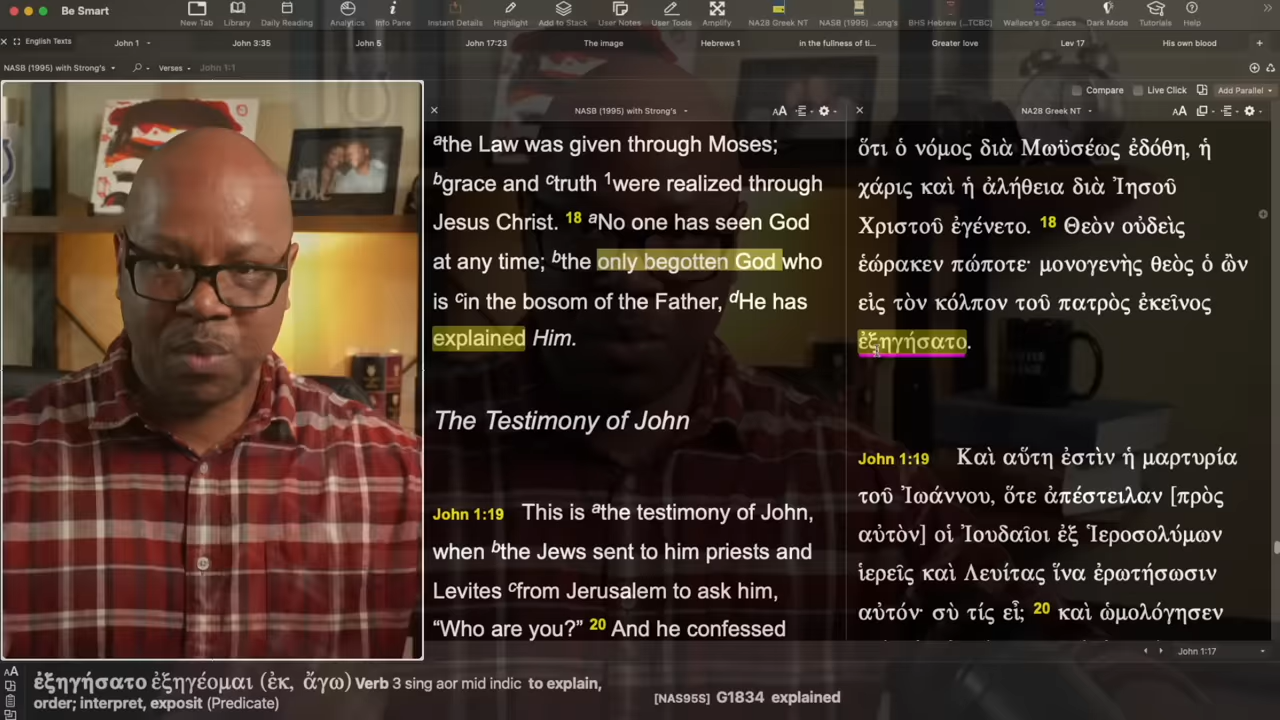 Be Smart
New Tab Library Daily Reading Analytics Info Pane Instant Details Highlight Add to Stack User Notes User Tools Amplify NA28 Greek NT NASB (1995) ...ong's BHS Hebrew (...TCBC) Dark Mode Tutorials Help
English Texts John 1 John 3:35 John 5 John 17:23 The image Hebrews 1 in the fullness of ti... Greater love Lev 17 His own blood
NASB (1995) with Strong's Verses John 1:1
Compare Live Click Add Parallel
NASB (1995) with Strong's
ᵃthe Law was given through Moses;
ᵇgrace and ᶜtruth ¹were realized through
Jesus Christ. 18 ᵃNo one has seen God
at any time; ᵇthe only begotten God who
is ᶜin the bosom of the Father, ᵈHe has
explained Him.
The Testimony of John
John 1:19 This is ᵃthe testimony of John,
when ᵇthe Jews sent to him priests and
Levites ᶜfrom Jerusalem to ask him,
“Who are you?” 20 And he confessed
NA28 Greek NT
ὅτι ὁ νόμος διὰ Μωϋσέως ἐδόθη, ἡ
χάρις καὶ ἡ ἀλήθεια διὰ Ἰησοῦ
Χριστοῦ ἐγένετο. 18 Θεὸν οὐδεὶς
ἑώρακεν πώποτε· μονογενὴς θεὸς ὁ ὢν
εἰς τὸν κόλπον τοῦ πατρὸς ἐκεῖνος
ἐξηγήσατο.
John 1:19 Καὶ αὕτη ἐστὶν ἡ μαρτυρία
τοῦ Ἰωάννου, ὅτε ἀπέστειλαν [πρὸς
αὐτὸν] οἱ Ἰουδαῖοι ἐξ Ἱεροσολύμων
ἱερεῖς καὶ Λευίτας ἵνα ἐρωτήσωσιν
αὐτόν· σὺ τίς εἶ; 20 καὶ ὡμολόγησεν
John 1:17
ἐξηγήσατο ἐξηγέομαι (ἐκ, ἄγω) Verb 3 sing aor mid indic to explain,
order; interpret, exposit (Predicate)
[NAS95S] G1834 explained